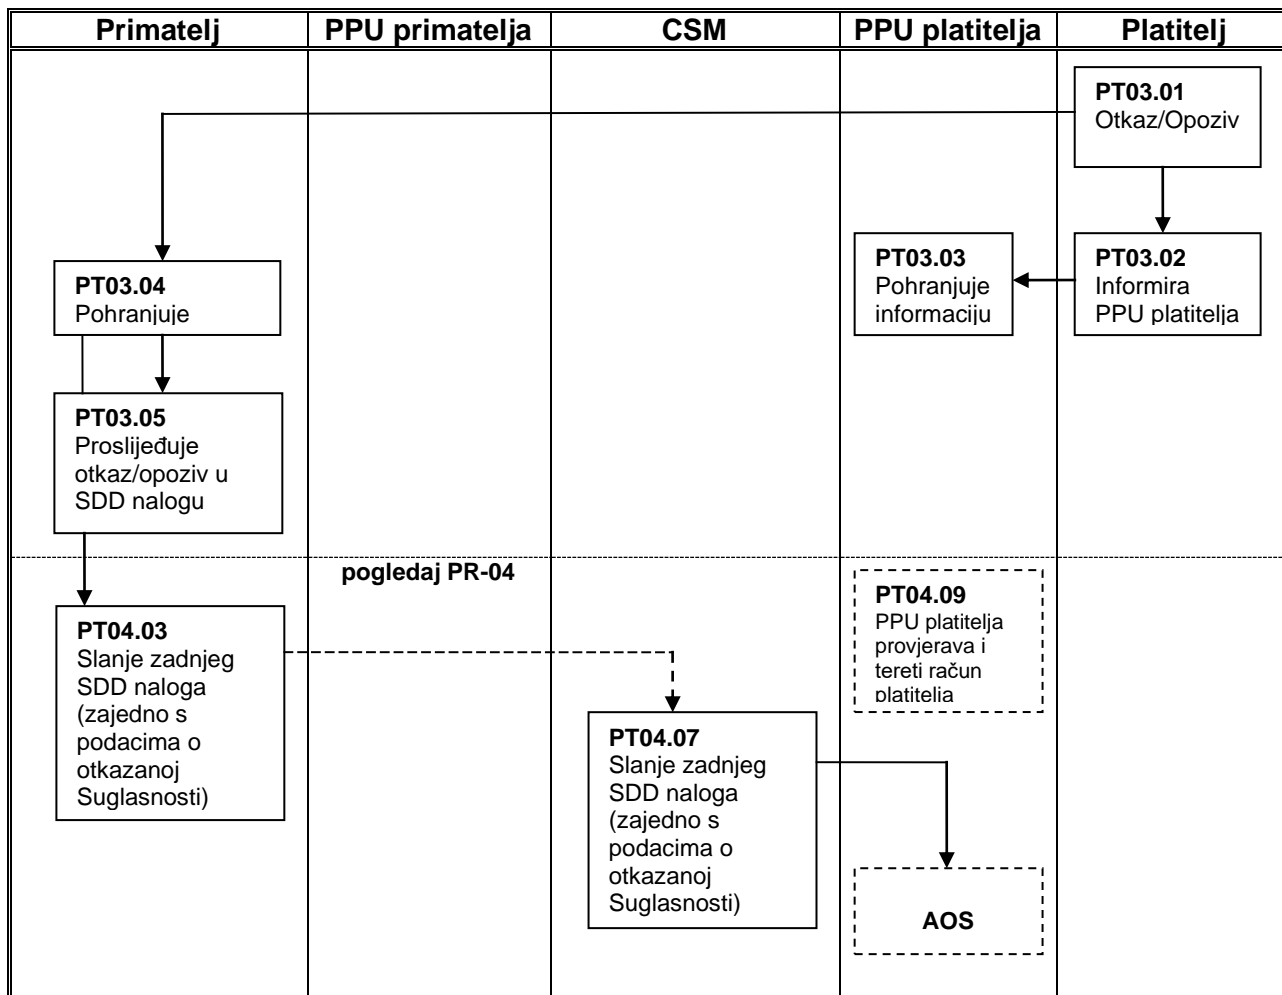 Primatelj
PPU primatelja
CSM
PPU platitelja
Platitelj
PT03.01
Otkaz/Opoziv
PT03.04
Pohranjuje
PT03.03
Pohranjuje
informaciju
PT03.02
Informira
PPU platitelja
PT03.05
Proslijeđuje
otkaz/opoziv u
SDD nalogu
pogledaj PR-04
PT04.03
Slanje zadnjeg
SDD naloga
(zajedno s
podacima o
otkazanoj
Suglasnosti)
PT04.09
PPU platitelja
provjerava i
tereti račun
platitelja
PT04.07
Slanje zadnjeg
SDD naloga
(zajedno s
podacima o
otkazanoj
Suglasnosti)
AOS